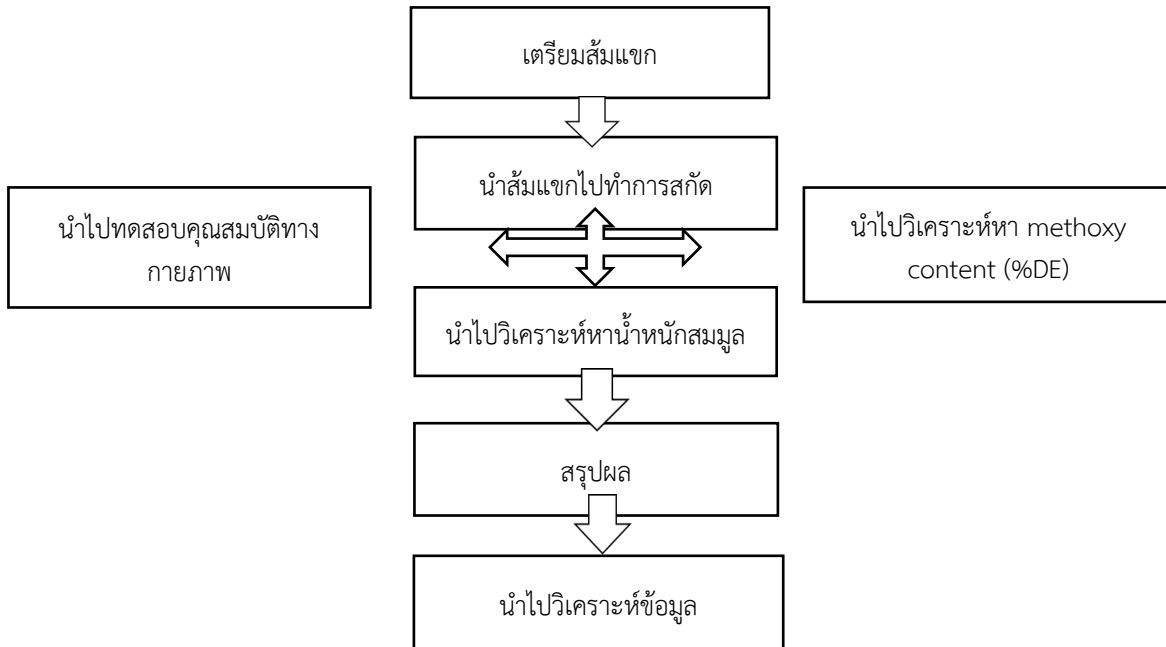 เตรียมส้มแขก
นำส้มแขกไปทำการสกัด
นำไปทดสอบคุณสมบัติทาง
กายภาพ
นำไปวิเคราะห์หา methoxy
content (%DE)
นำไปวิเคราะห์หาน้ำหนักสมมูล
สรุปผล
นำไปวิเคราะห์ข้อมูล